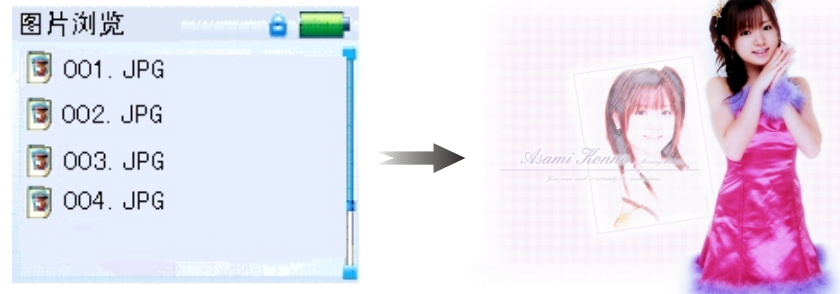 图片浏览
001. JPG
002. JPG
003. JPG
004. JPG
Asami Konno